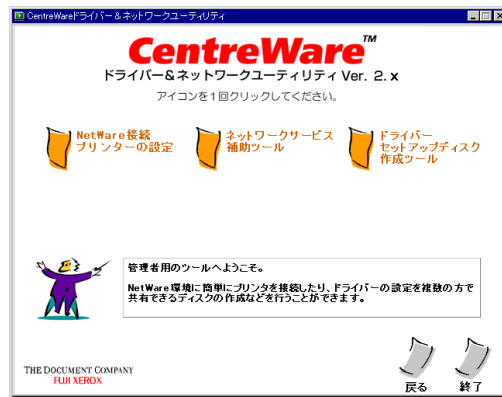 CentreWareドライバー＆ネットワークユーティリティ
CentreWare™
ドライバー&ネットワークユーティリティ Ver. 2. x
アイコンを1回クリックしてください。
NetWare接続
プリンターの設定
ネットワークサービス
補助ツール
ドライバー
セットアップディスク
作成ツール
管理者用のツールへようこそ。
NetWare環境に簡単にプリンタを接続したり、ドライバーの設定を複数の方で
共有できるディスクの作成などを行うことができます。
THE DOCUMENT COMPANY
FUJI XEROX
戻る
終了